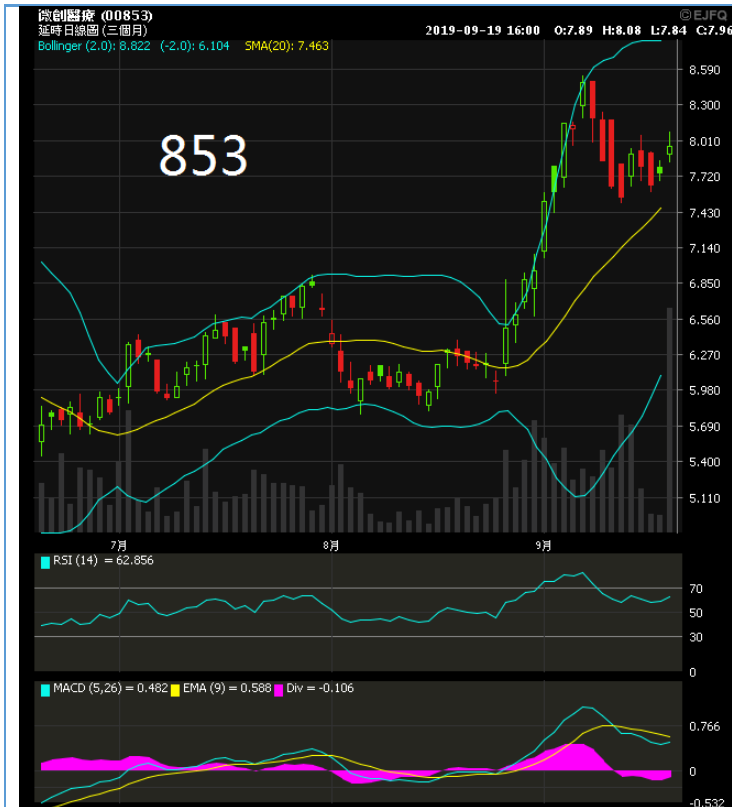 微創醫療 (00853)
©EJFQ
延時日線圖 (三個月)
2019-09-19 16:00 O:7.89 H:8.08 L:7.84 C:7.96
Bollinger (2.0): 8.822 (-2.0): 6.104 SMA(20): 7.463
853
8.590
8.300
8.010
7.720
7.430
7.140
6.850
6.560
6.270
5.980
5.690
5.400
5.110
7月 8月 9月
RSI (14) = 62.856
70
50
30
0
MACD (5,26) = 0.482 EMA (9) = 0.588 Div = -0.106
0.766
0
-0.532